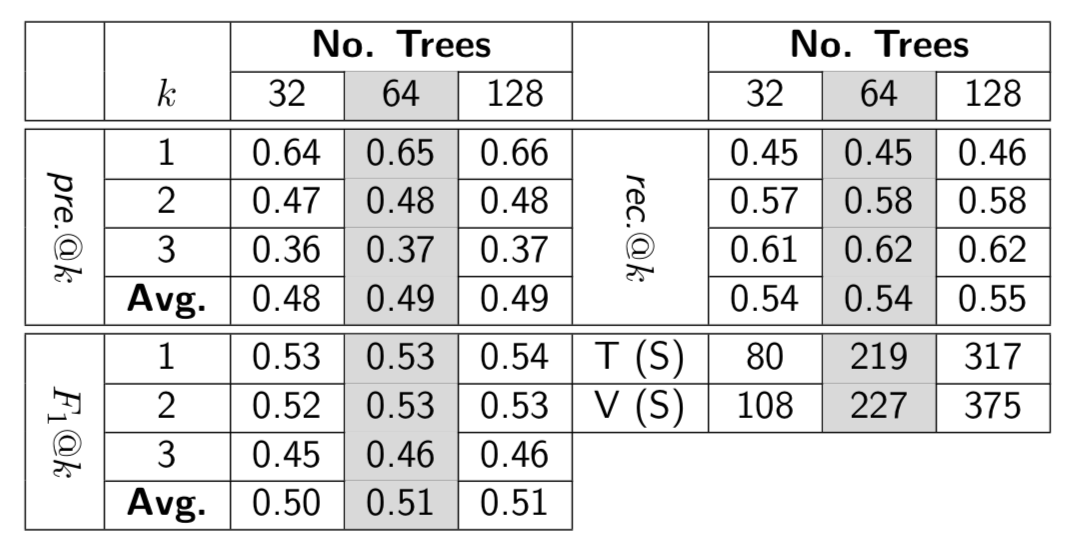 No. Trees No. Trees
k 32 64 128 32 64 128
pre.@k 1 0.64 0.65 0.66 rec.@k 0.45 0.45 0.46
2 0.47 0.48 0.48 0.57 0.58 0.58
3 0.36 0.37 0.37 0.61 0.62 0.62
Avg. 0.48 0.49 0.49 0.54 0.54 0.55
F1@k 1 0.53 0.53 0.54 T (S) 80 219 317
2 0.52 0.53 0.53 V (S) 108 227 375
3 0.45 0.46 0.46
Avg. 0.50 0.51 0.51